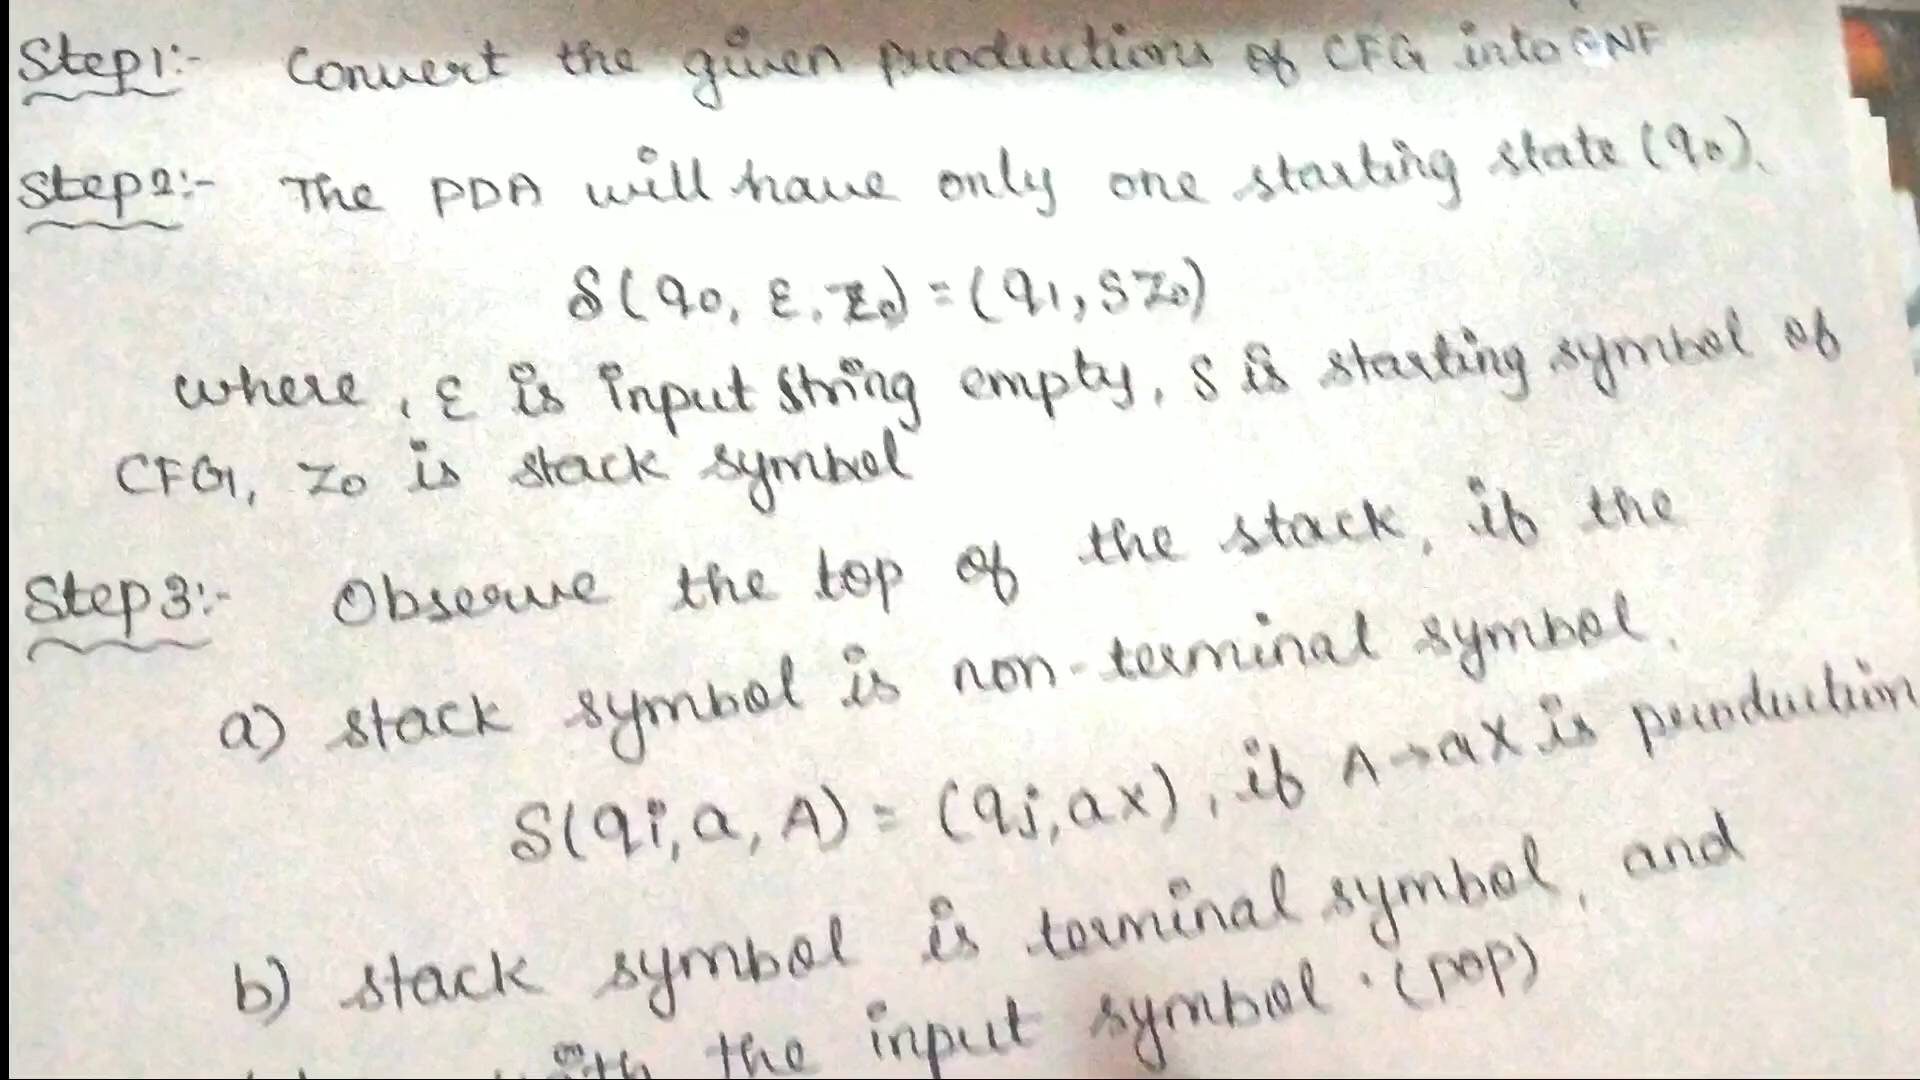 Step1:- Convert the given productions of CFG into GNF
Step2:- The PDA will have only one starting state (q0).
δ(q0, ε, z0) = (q1, SZ0)
where, ε is input string empty, S is starting symbol of
CFG, z0 is stack symbol
Step3:- Observe the top of the stack, if the
a) stack symbol is non-terminal symbol.
δ(qi, a, A) = (qj, ax), if A→ax is production
b) stack symbol is terminal symbol, and
with the input symbol. (pop)